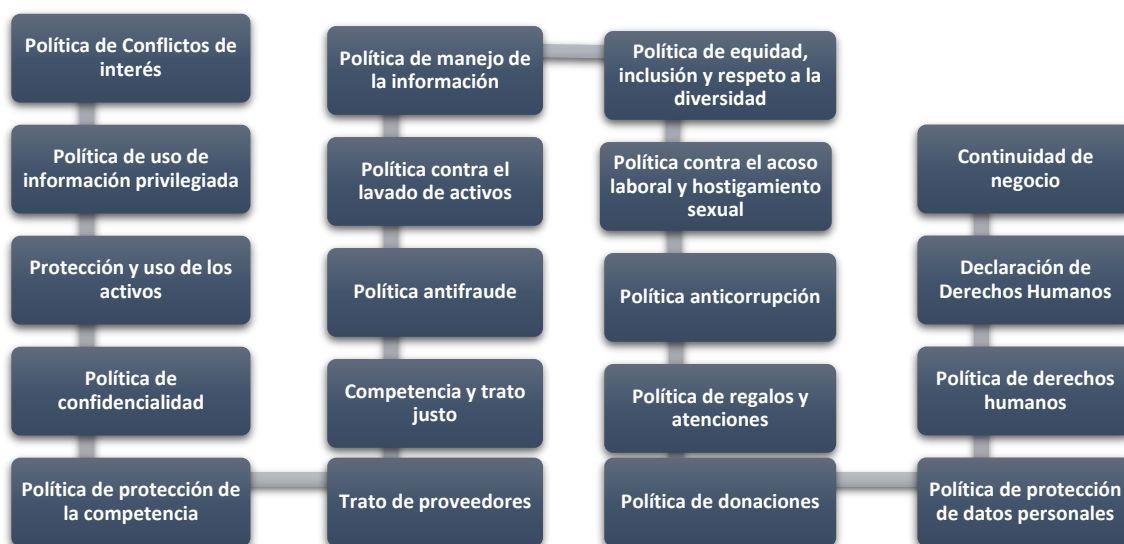 Política de Conflictos de
interés
Política de uso de
información privilegiada
Protección y uso de los
activos
Política de
confidencialidad
Política de protección de
la competencia
Trato de proveedores
Competencia y trato
justo
Política antifraude
Política contra el
lavado de activos
Política de manejo de
la información
Política de equidad,
inclusión y respeto a la
diversidad
Política contra el acoso
laboral y hostigamiento
sexual
Política anticorrupción
Política de regalos y
atenciones
Política de donaciones
Política de protección
de datos personales
Política de derechos
humanos
Declaración de
Derechos Humanos
Continuidad de
negocio